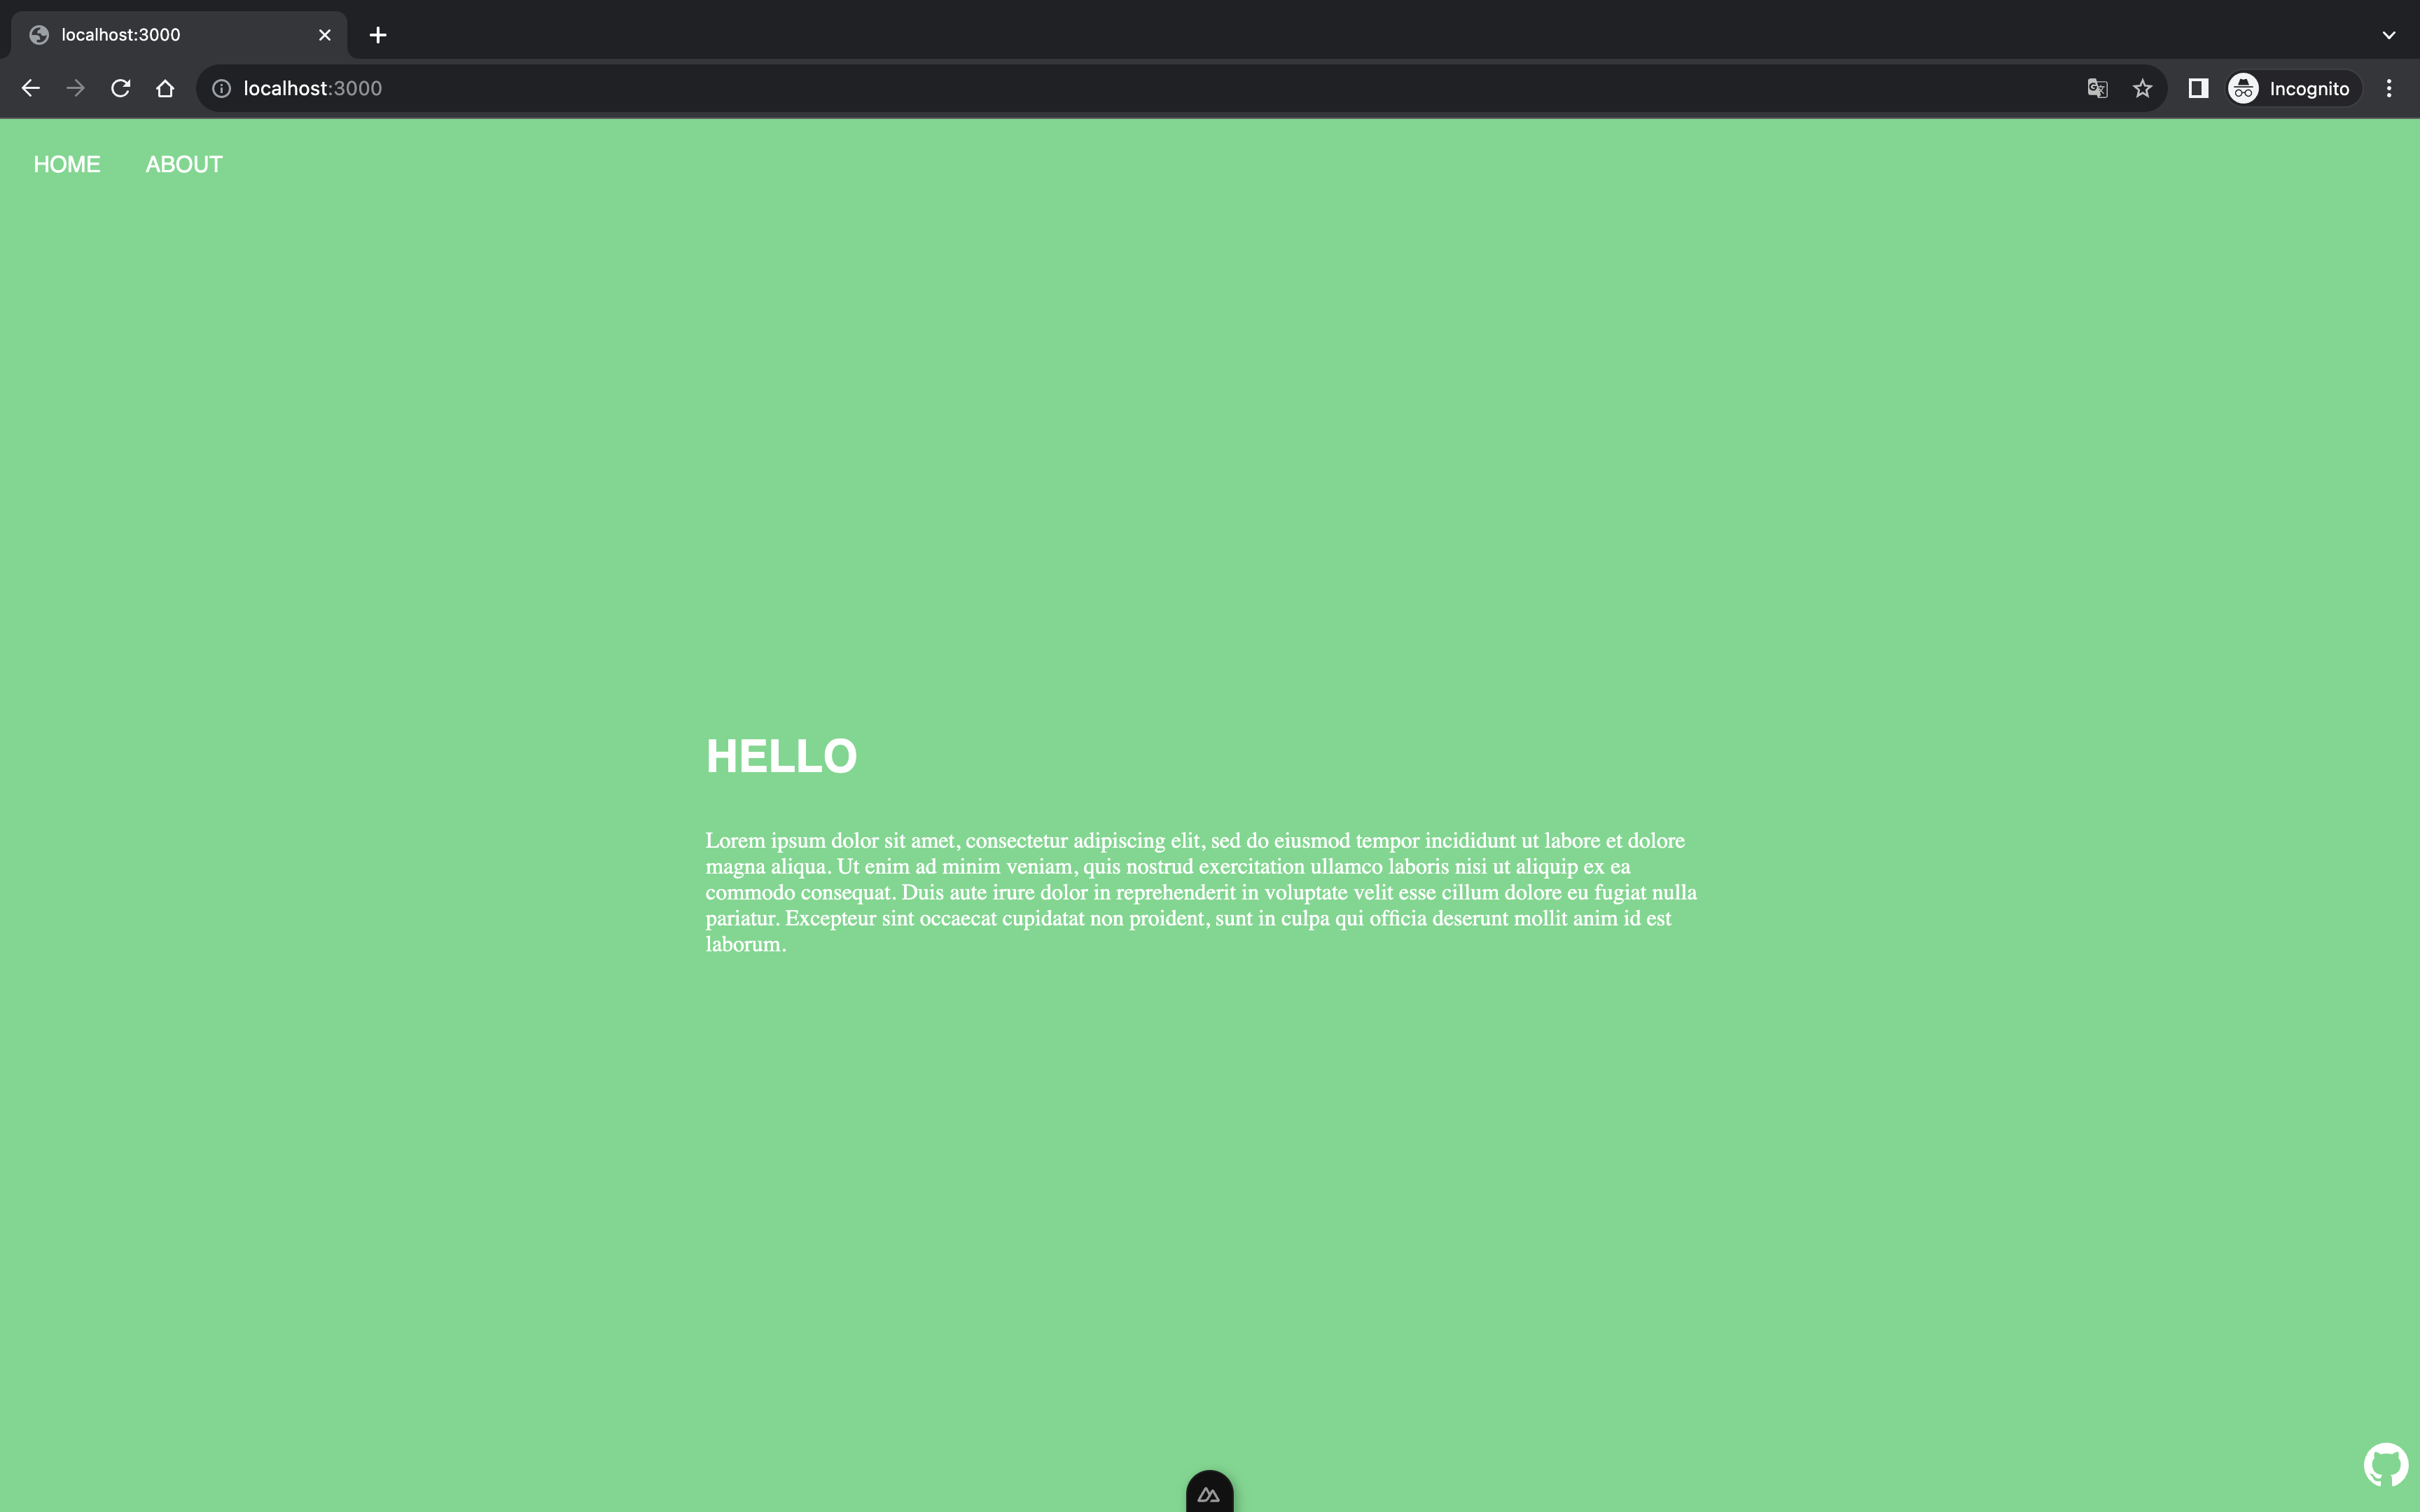 localhost:3000
localhost:3000
Incognito
HOME ABOUT
HELLO
Lorem ipsum dolor sit amet, consectetur adipiscing elit, sed do eiusmod tempor incididunt ut labore et dolore
magna aliqua. Ut enim ad minim veniam, quis nostrud exercitation ullamco laboris nisi ut aliquip ex ea
commodo consequat. Duis aute irure dolor in reprehenderit in voluptate velit esse cillum dolore eu fugiat nulla
pariatur. Excepteur sint occaecat cupidatat non proident, sunt in culpa qui officia deserunt mollit anim id est
laborum.